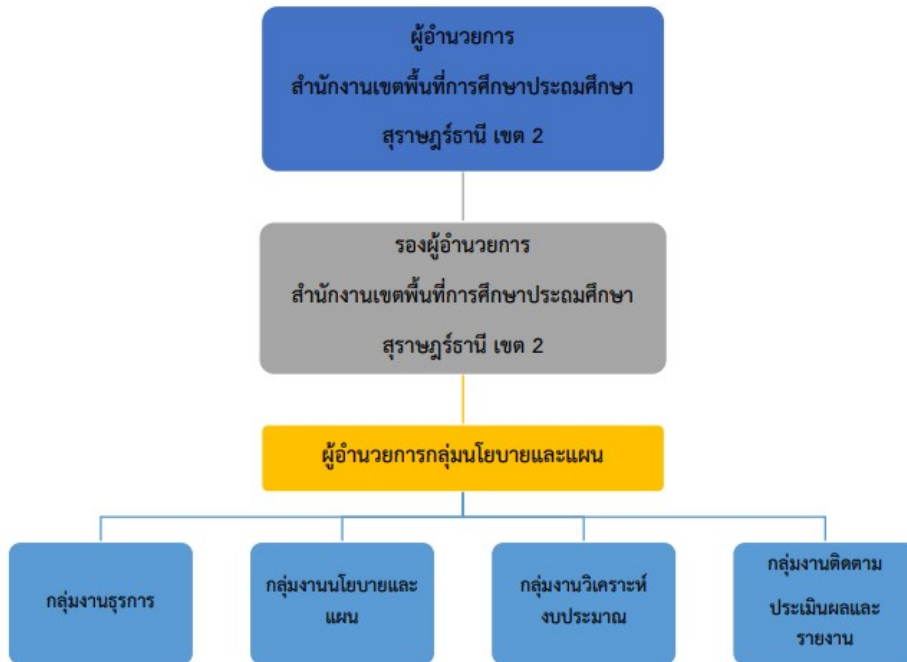 ผู้อำนวยการ
สำนักงานเขตพื้นที่การศึกษาประถมศึกษา
สุราษฎร์ธานี เขต 2
รองผู้อำนวยการ
สำนักงานเขตพื้นที่การศึกษาประถมศึกษา
สุราษฎร์ธานี เขต 2
ผู้อำนวยการกลุ่มนโยบายและแผน
กลุ่มงานธุรการ
กลุ่มงานนโยบายและ
แผน
กลุ่มงานวิเคราะห์
งบประมาณ
กลุ่มงานติดตาม
ประเมินผลและ
รายงาน